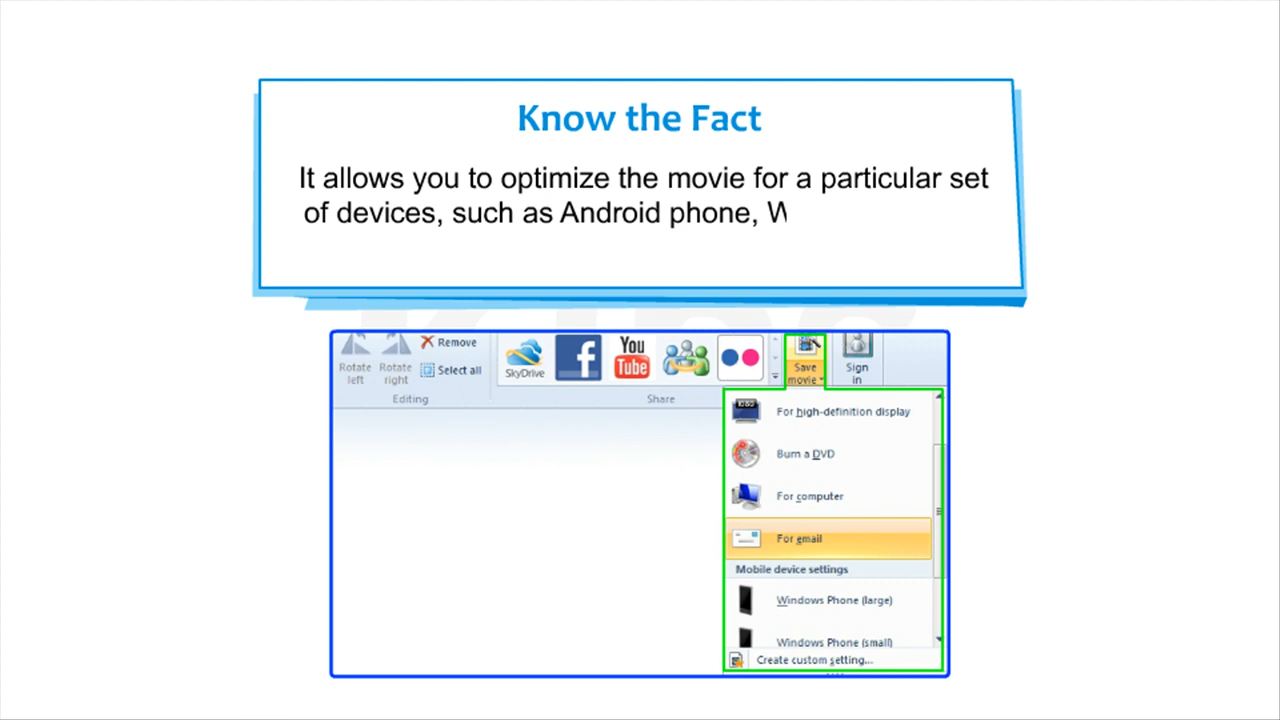 Know the Fact
It allows you to optimize the movie for a particular set
of devices, such as Android phone, W
Remove
Select all
Rotate left
Rotate right
Editing
SkyDrive
You Tube
Share
Save movie
Sign in
For high-definition display
Burn a DVD
For computer
For email
Mobile device settings
Windows Phone (large)
Windows Phone (small)
Create custom setting...